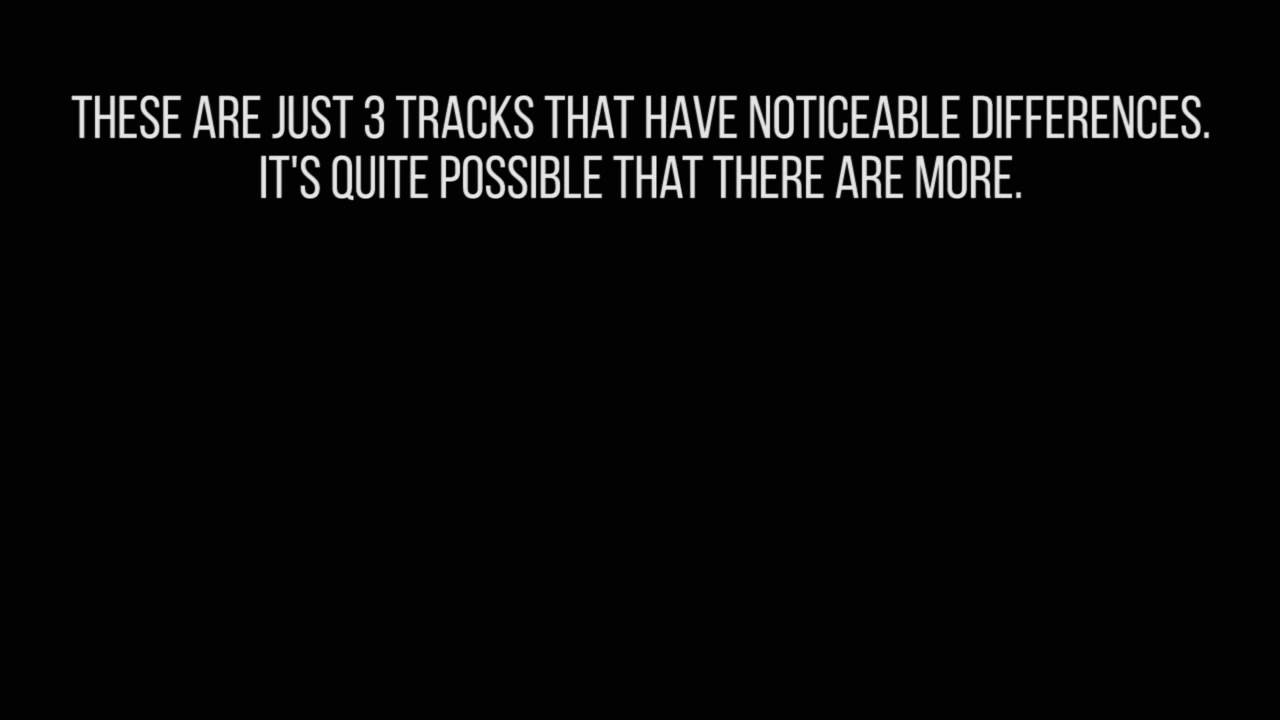 THESE ARE JUST 3 TRACKS THAT HAVE NOTICEABLE DIFFERENCES.
IT'S QUITE POSSIBLE THAT THERE ARE MORE.